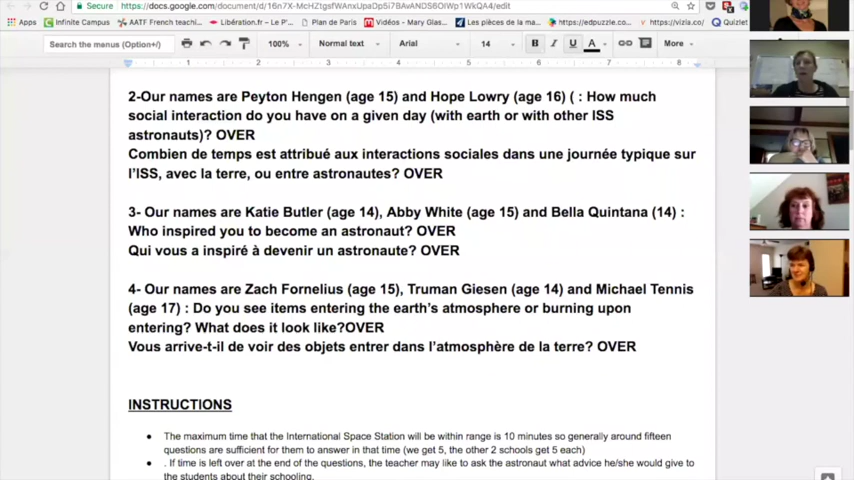 docs.google.com/document/d/16n7X-McHZtgsfWAnxUpaDp5i7BAvANDS6OIWp1WkQA4/edit
Secure
Apps
Infinite Campus
AATF French teachin
Libération.fr - Le P'
Plan de Paris
Vidéos - Mary Glas
Les pièces de la ma
https://edpuzzle.co
https://vizia.co/
Quizlet
Search the menus (Option+/)
100%
Normal text
Arial
14
B
I
U
A
More
1 2 3 4 5 6 7 8
2-Our names are Peyton Hengen (age 15) and Hope Lowry (age 16) ( : How much
social interaction do you have on a given day (with earth or with other ISS
astronauts)? OVER
Combien de temps est attribué aux interactions sociales dans une journée typique sur
l'ISS, avec la terre, ou entre astronautes? OVER
3- Our names are Katie Butler (age 14), Abby White (age 15) and Bella Quintana (14) :
Who inspired you to become an astronaut? OVER
Qui vous a inspiré à devenir un astronaute? OVER
4- Our names are Zach Fornelius (age 15), Truman Giesen (age 14) and Michael Tennis
(age 17) : Do you see items entering the earth's atmosphere or burning upon
entering? What does it look like?OVER
Vous arrive-t-il de voir des objets entrer dans l'atmosphère de la terre? OVER
INSTRUCTIONS
The maximum time that the International Space Station will be within range is 10 minutes so generally around fifteen
questions are sufficient for them to answer in that time (we get 5, the other 2 schools get 5 each)
. If time is left over at the end of the questions, the teacher may like to ask the astronaut what advice he/she would give to
the students about their schooling.